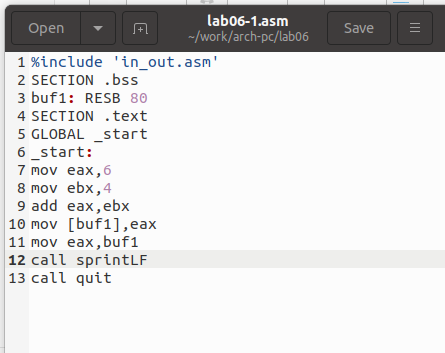 Open
lab06-1.asm
~/work/arch-pc/lab06
Save
1 %include 'in_out.asm'
2 SECTION .bss
3 buf1: RESB 80
4 SECTION .text
5 GLOBAL _start
6 _start:
7 mov eax,6
8 mov ebx,4
9 add eax,ebx
10 mov [buf1],eax
11 mov eax,buf1
12 call sprintLF
13 call quit